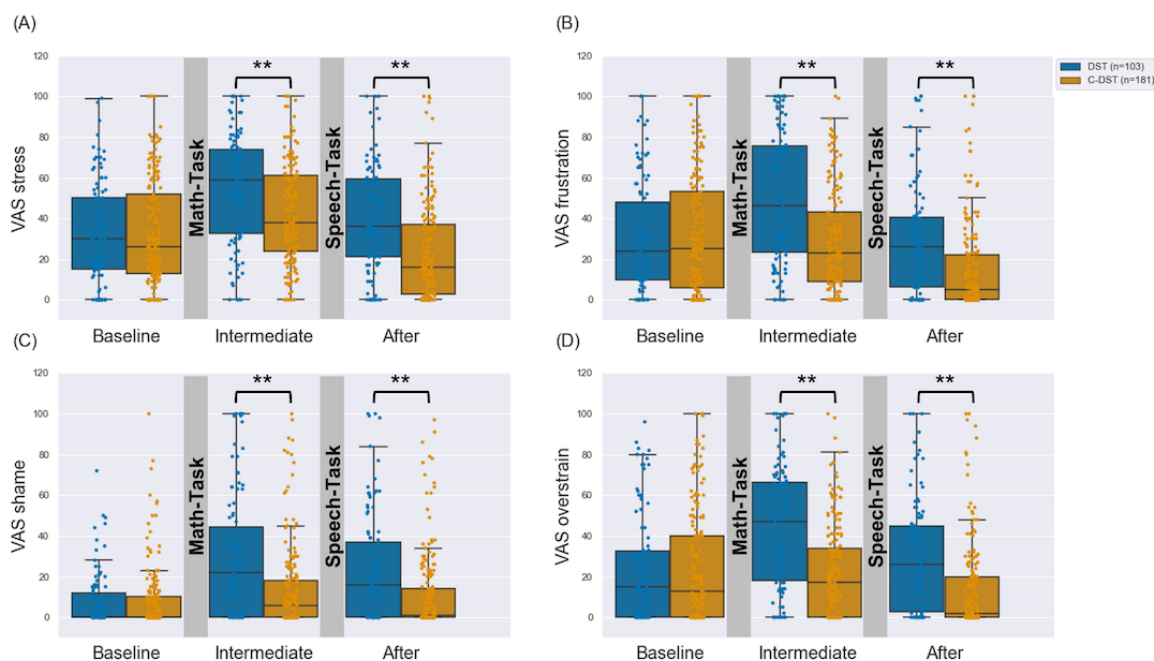 (A)
(B)
120
100
80
60
40
20
0
VAS stress
Math-Task
Speech-Task
**
**
Baseline
Intermediate
After
120
100
80
60
40
20
0
VAS frustration
Math-Task
Speech-Task
**
**
Baseline
Intermediate
After
DST (n=103)
C-DST (n=181)
(C)
(D)
120
100
80
60
40
20
0
VAS shame
Math-Task
Speech-Task
**
**
Baseline
Intermediate
After
120
100
80
60
40
20
0
VAS overstrain
Math-Task
Speech-Task
**
**
Baseline
Intermediate
After